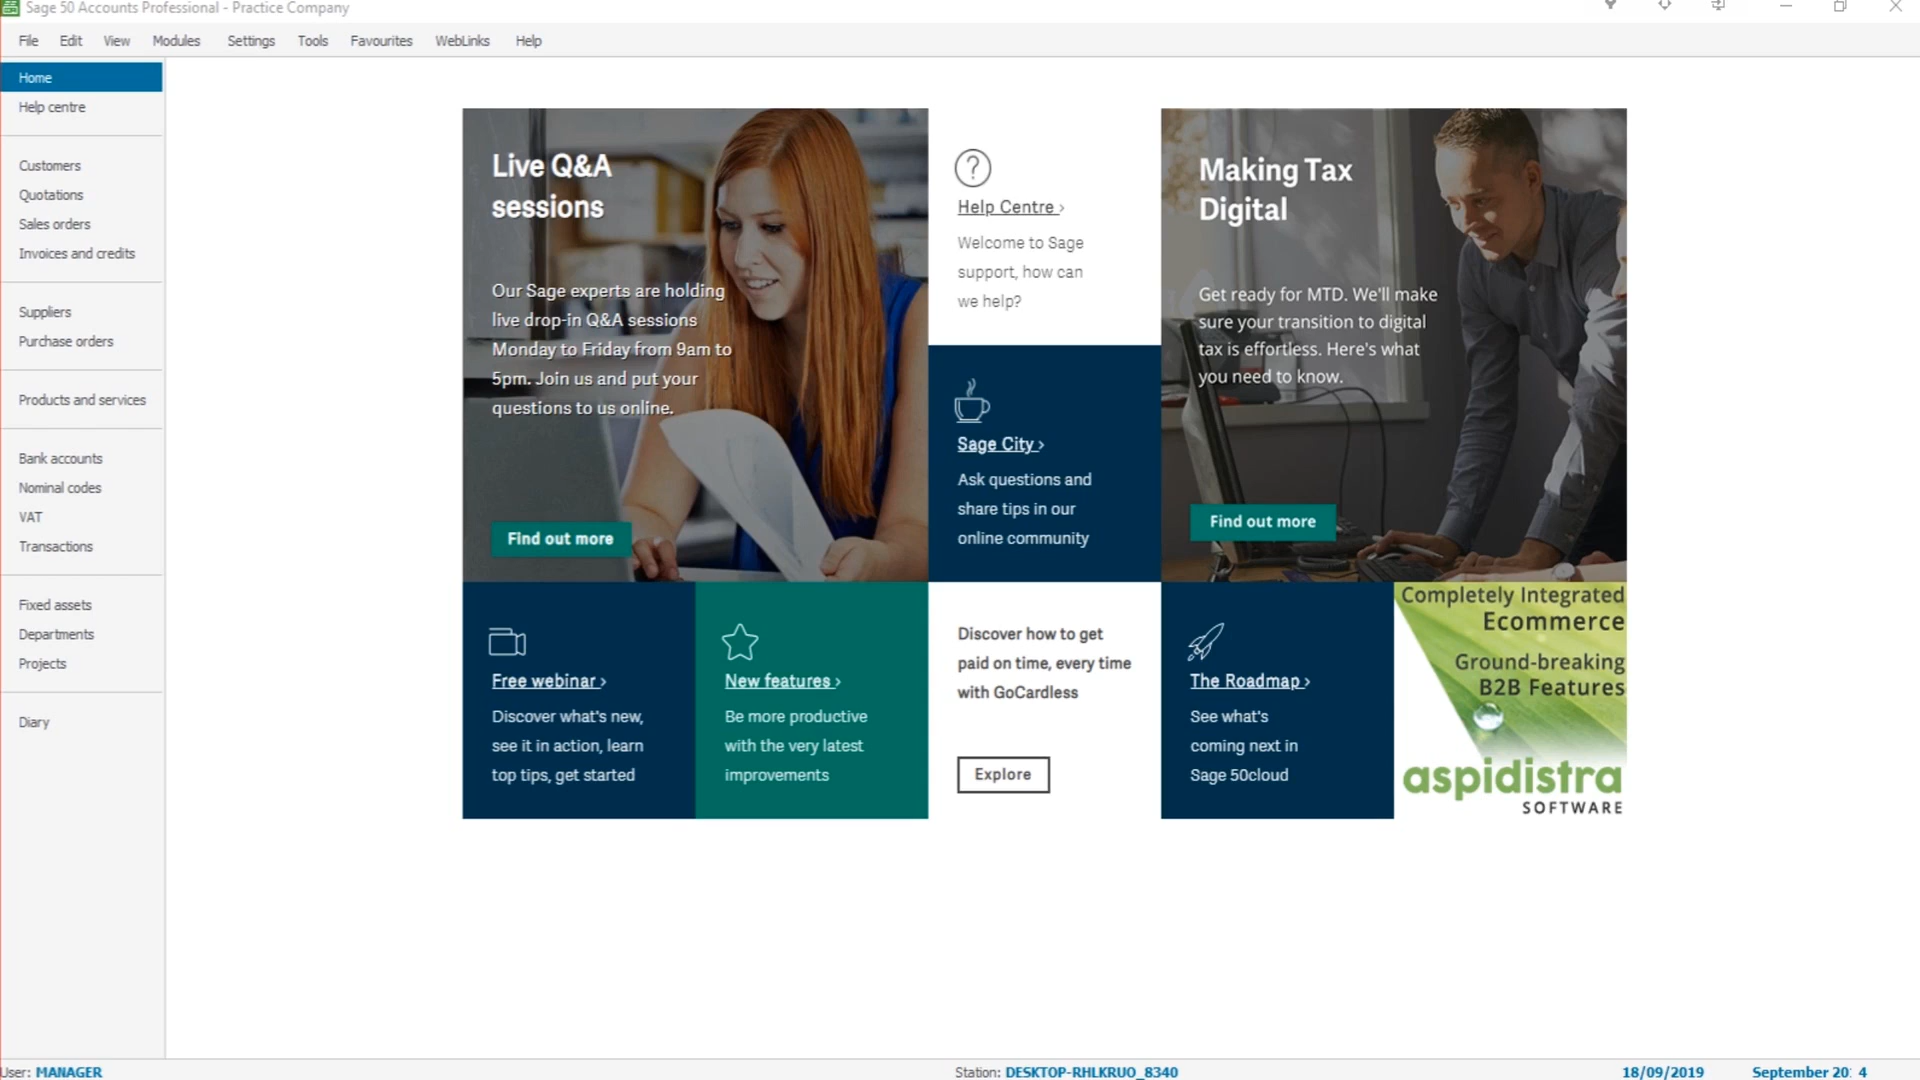 Sage 50 Accounts Professional - Practice Company
File Edit View Modules Settings Tools Favourites WebLinks Help
Home
Help centre
Customers
Quotations
Sales orders
Invoices and credits
Suppliers
Purchase orders
Products and services
Bank accounts
Nominal codes
VAT
Transactions
Fixed assets
Departments
Projects
Diary
Live Q&A
sessions
Our Sage experts are holding
live drop-in Q&A sessions
Monday to Friday from 9am to
5pm. Join us and put your
questions to us online.
Find out more
?
Help Centre ›
Welcome to Sage
support, how can
we help?
Sage City ›
Ask questions and
share tips in our
online community
Making Tax
Digital
Get ready for MTD. We'll make
sure your transition to digital
tax is effortless. Here's what
you need to know.
Find out more
Free webinar ›
Discover what's new,
see it in action, learn
top tips, get started
New features ›
Be more productive
with the very latest
improvements
Discover how to get
paid on time, every time
with GoCardless
Explore
The Roadmap ›
See what's
coming next in
Sage 50cloud
Completely Integrated
Ecommerce
Ground-breaking
B2B Features
aspidistra
SOFTWARE
User: MANAGER
Station: DESKTOP-RHLKRUO_8340
18/09/2019
September